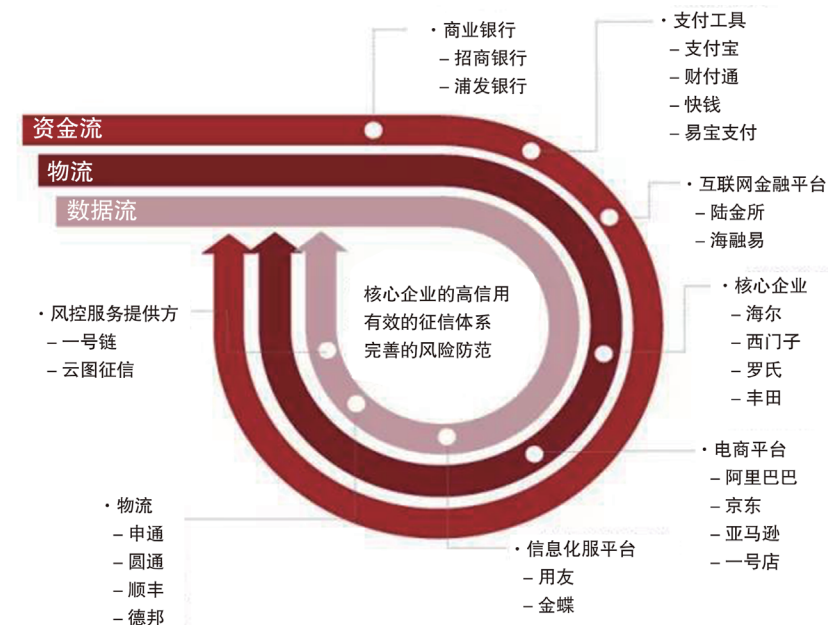 · 商业银行
– 招商银行
– 浦发银行
· 支付工具
– 支付宝
– 财付通
– 快钱
– 易宝支付
资金流
物流
数据流
· 互联网金融平台
– 陆金所
– 海融易
核心企业的高信用
有效的征信体系
完善的风险防范
· 核心企业
– 海尔
– 西门子
– 罗氏
– 丰田
· 风控服务提供方
– 一号链
– 云图征信
· 电商平台
– 阿里巴巴
– 京东
– 亚马逊
– 一号店
· 物流
– 申通
– 圆通
– 顺丰
– 德邦
· 信息化服平台
– 用友
– 金蝶